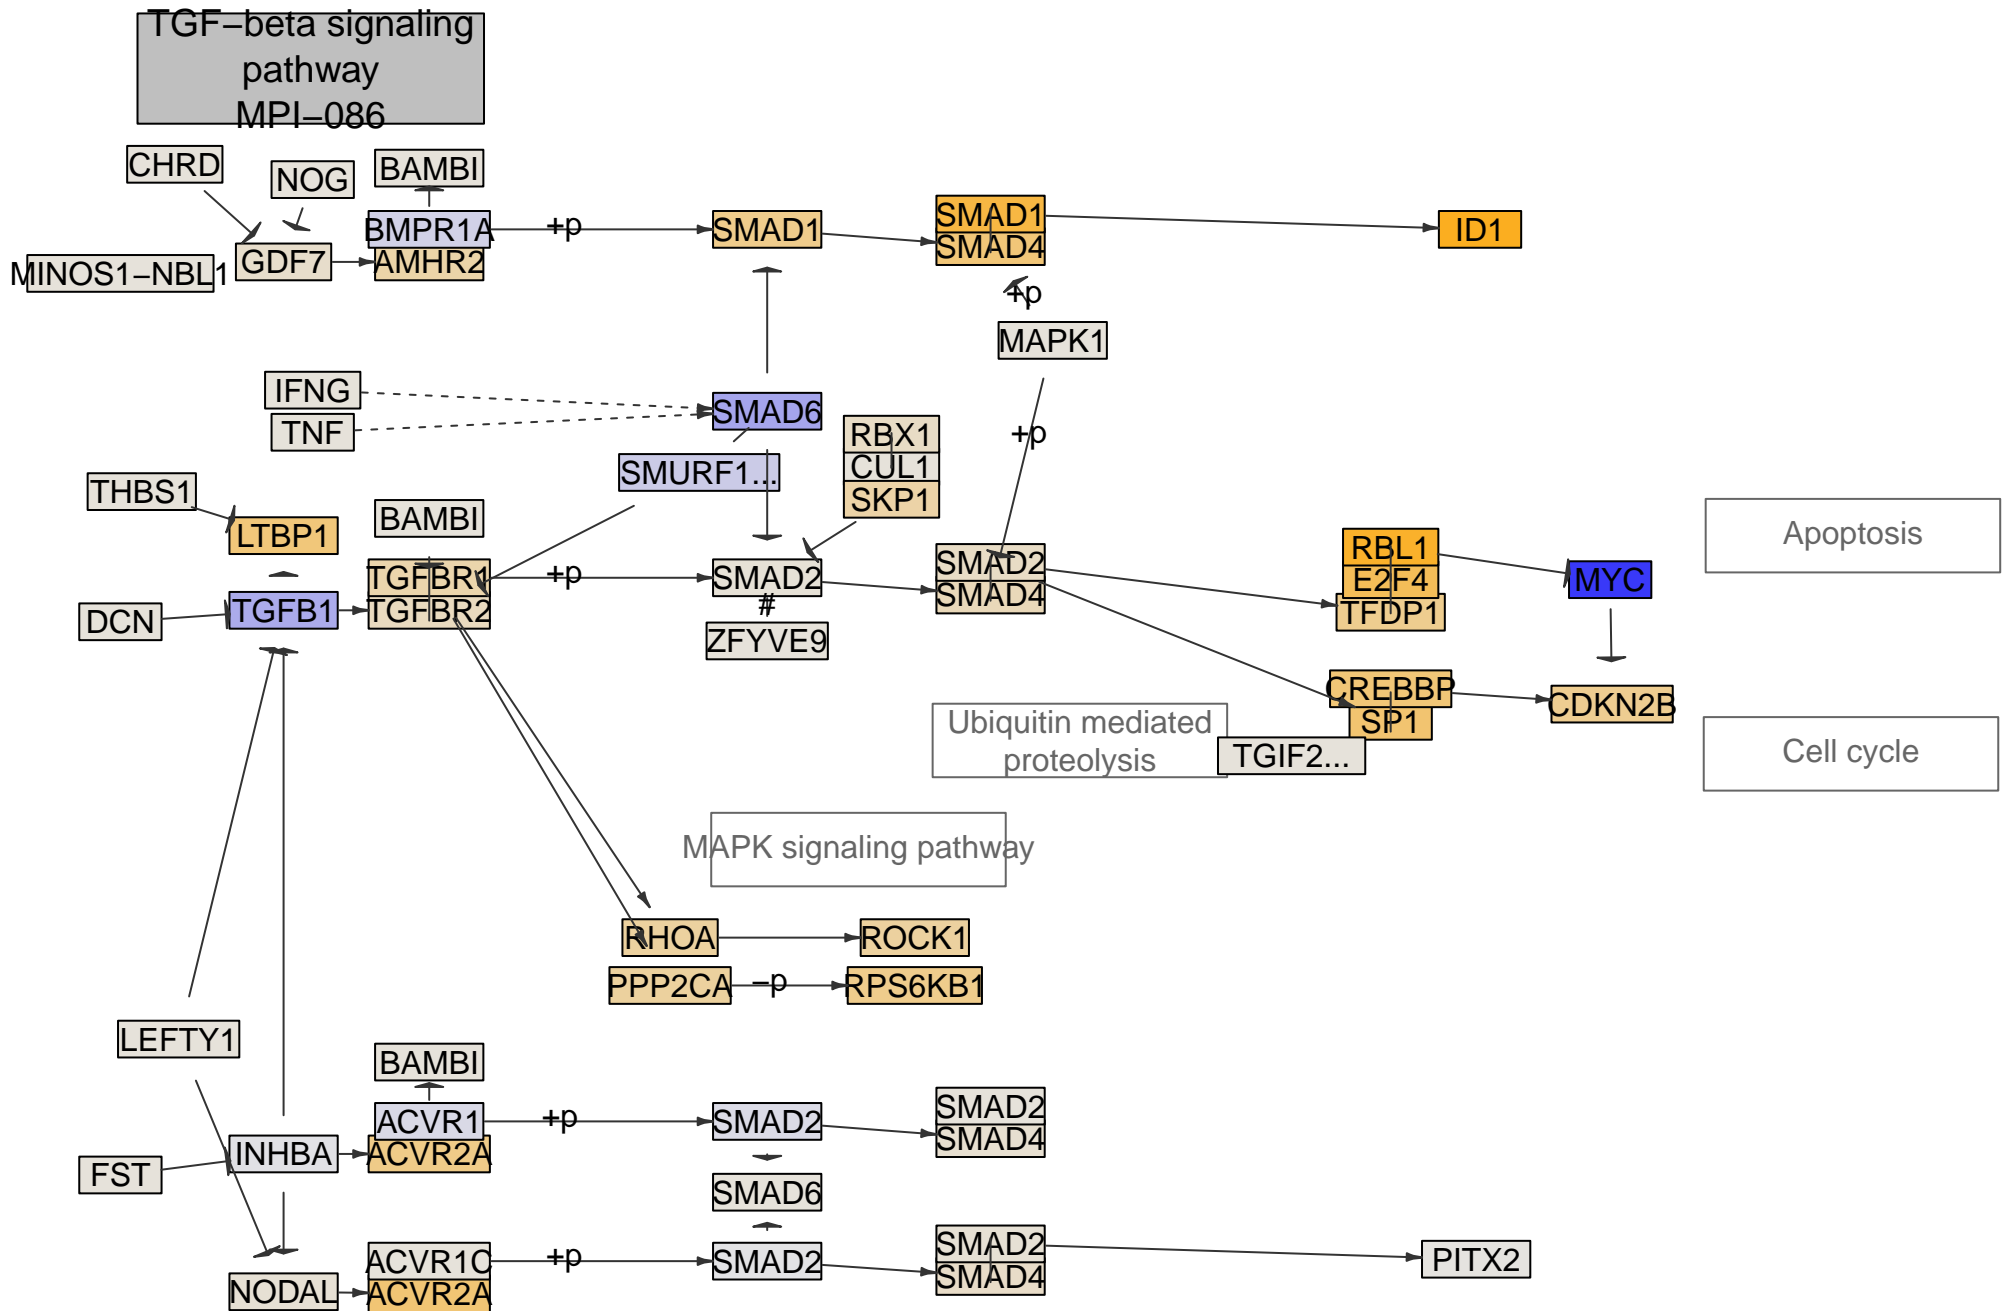 TGF−beta signaling
pathway
MPI−086
CHRD
NOG
BAMBI
BMPR1A
+p
SMAD1
SMAD1
SMAD4
ID1
MINOS1−NBL1
GDF7
AMHR2
+p
MAPK1
IFNG
TNF
SMAD6
RBX1
CUL1
SKP1
+p
SMURF1...
THBS1
LTBP1
BAMBI
Apoptosis
TGFBR1
TGFBR2
+p
SMAD2
#
ZFYVE9
SMAD2
SMAD4
RBL1
E2F4
TFDP1
MYC
DCN
TGFB1
CREBBP
SP1
CDKN2B
Ubiquitin mediated
proteolysis
TGIF2...
Cell cycle
MAPK signaling pathway
RHOA
ROCK1
PPP2CA
−p
RPS6KB1
LEFTY1
BAMBI
ACVR1
ACVR2A
+p
SMAD2
SMAD2
SMAD4
INHBA
FST
SMAD6
ACVR1C
ACVR2A
+p
SMAD2
SMAD2
SMAD4
PITX2
NODAL